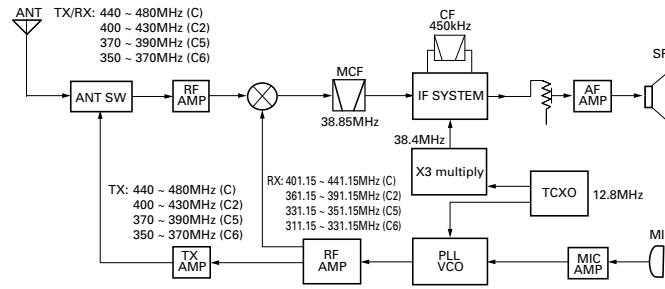 ANT
TX/RX: 440 ~ 480MHz (C)
400 ~ 430MHz (C2)
370 ~ 390MHz (C5)
350 ~ 370MHz (C6)
CF
450kHz
MCF
SP
ANT SW
RF
AMP
IF SYSTEM
AF
AMP
38.85MHz
38.4MHz
X3 multiply
TCXO
12.8MHz
TX: 440 ~ 480MHz (C)
400 ~ 430MHz (C2)
370 ~ 390MHz (C5)
350 ~ 370MHz (C6)
RX: 401.15 ~ 441.15MHz (C)
361.15 ~ 391.15MHz (C2)
331.15 ~ 351.15MHz (C5)
311.15 ~ 331.15MHz (C6)
TX
AMP
RF
AMP
PLL
VCO
MIC
AMP